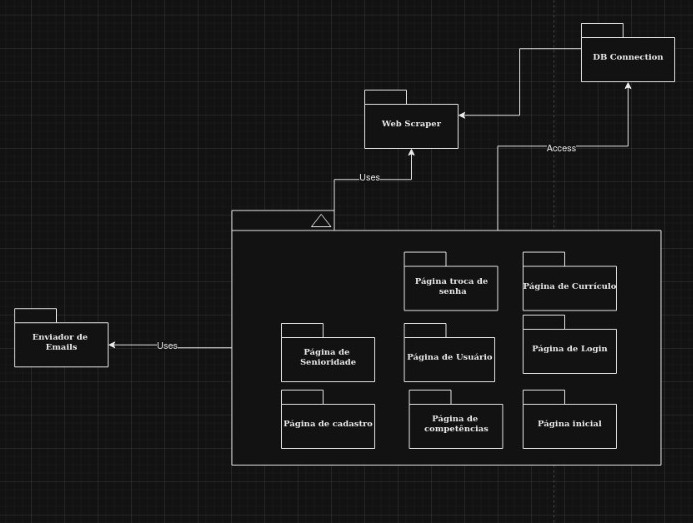 DB Connection
Web Scraper
Access
Uses
Página troca de
senha
Página de Currículo
Enviador de
Emails
Uses
Página de
Senioridade
Página de Usuário
Página de Login
Página de cadastro
Página de
competências
Página inicial